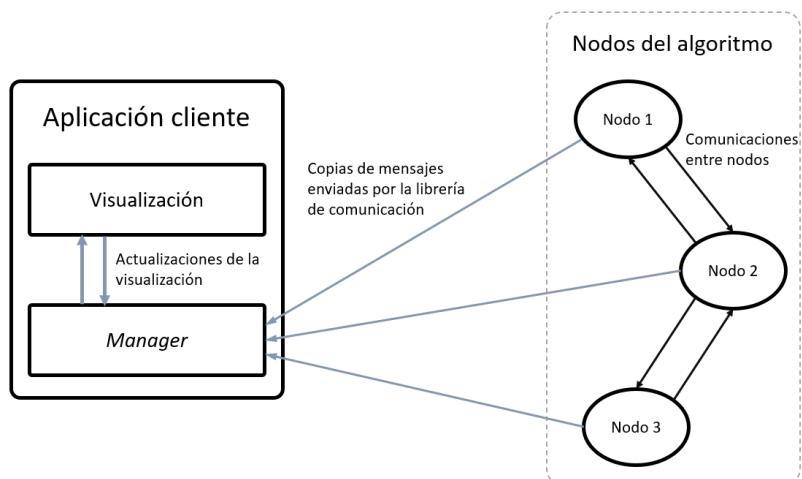 Aplicación cliente
Visualización
Actualizaciones de la
visualización
Manager
Copias de mensajes
enviadas por la librería
de comunicación
Nodos del algoritmo
Nodo 1
Comunicaciones
entre nodos
Nodo 2
Nodo 3